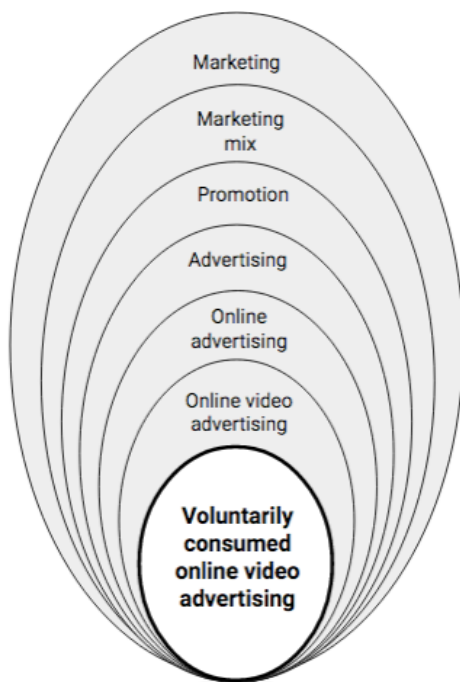 Marketing
Marketing
mix
Promotion
Advertising
Online
advertising
Online video
advertising
Voluntarily
consumed
online video
advertising